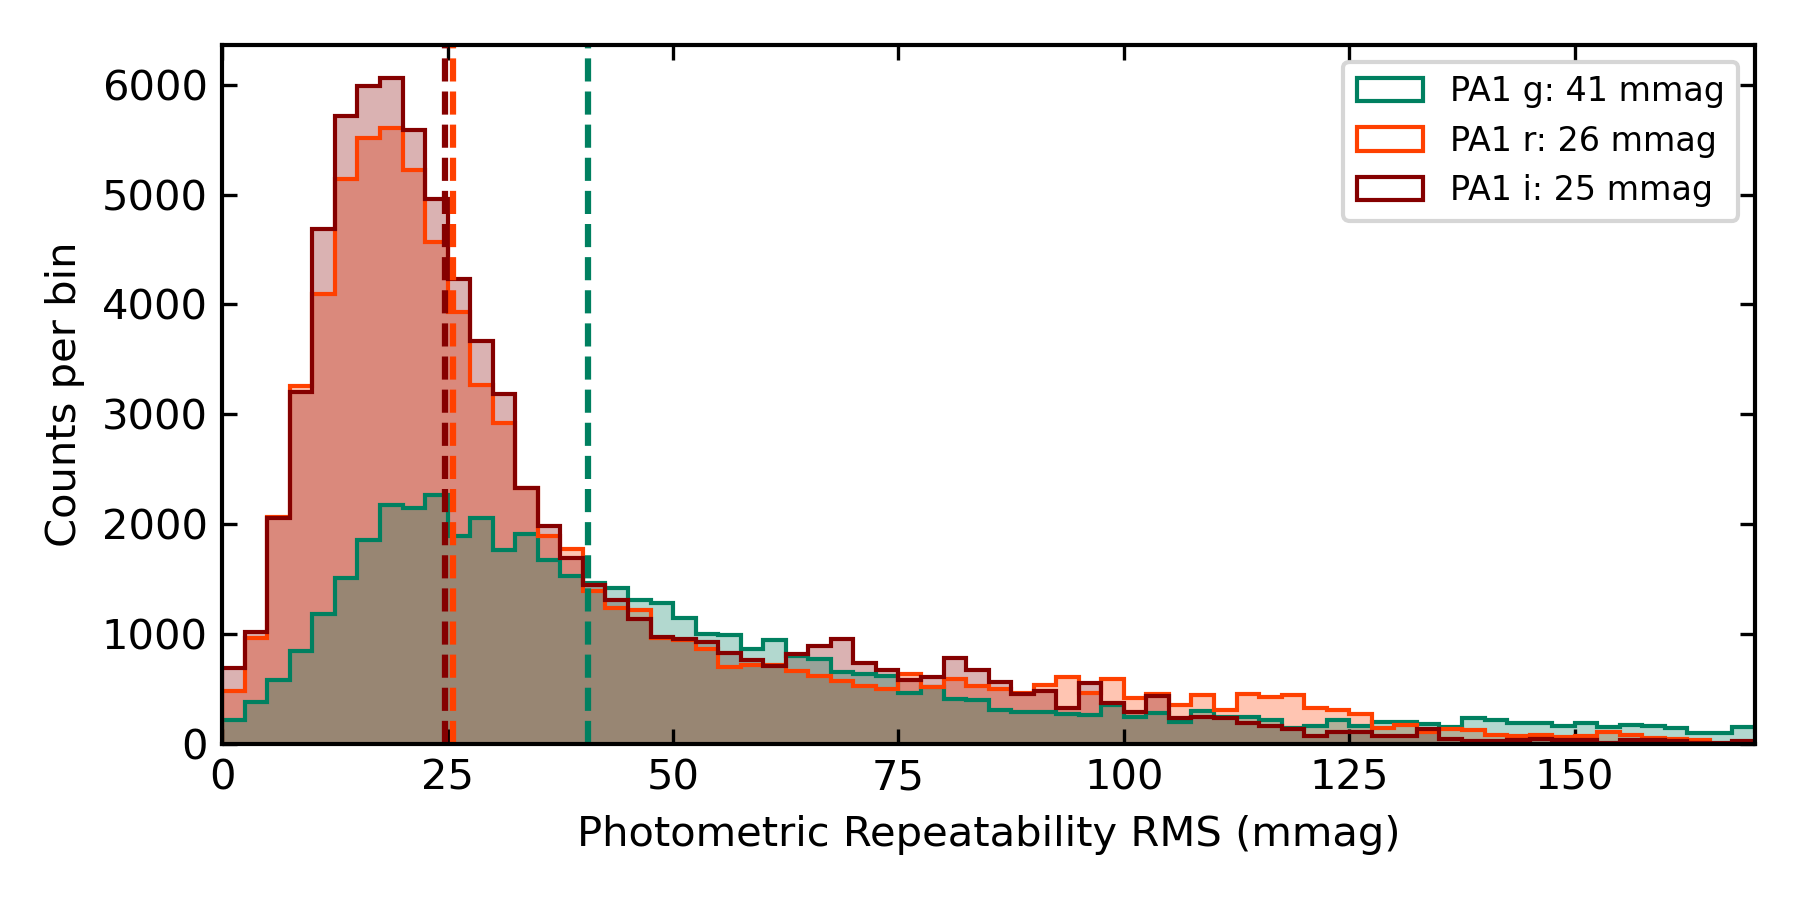 6000
5000
4000
3000
2000
1000
0
Counts per bin
0 25 50 75 100 125 150
Photometric Repeatability RMS (mmag)
PA1 g: 41 mmag
PA1 r: 26 mmag
PA1 i: 25 mmag